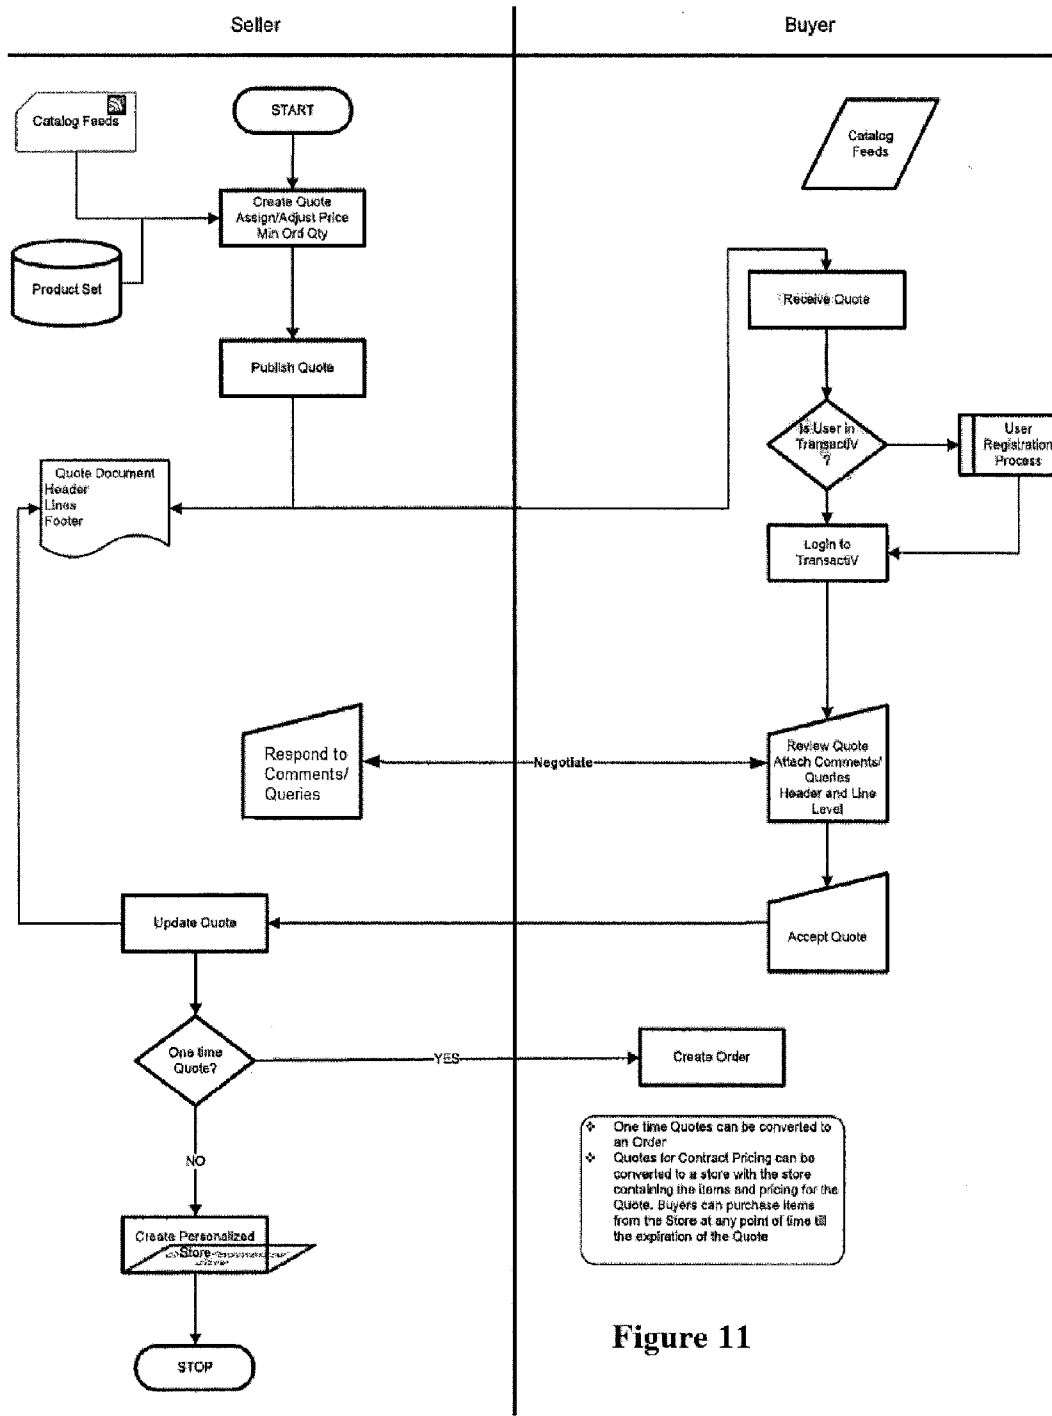 Seller
Buyer
Catalog Feeds
START
Catalog
Feeds
Create Quote
Assign/Adjust Price
Min Ord Qty
Product Set
Receive Quote
Publish Quote
Is User in
TransactiV
?
User
Registration
Process
Quote Document
Header
Lines
Footer
Login to
TransactiV
Respond to
Comments/
Queries
Negotiate
Review Quote
Attach Comments/
Queries
Header and Line
Level
Update Quote
Accept Quote
One time
Quote?
YES
Create Order
❖ One time Quotes can be converted to
an Order
❖ Quotes for Contract Pricing can be
converted to a store with the store
containing the items and pricing for the
Quote. Buyers can purchase items
from the Store at any point of time till
the expiration of the Quote
NO
Create Personalized
Store
STOP
Figure 11